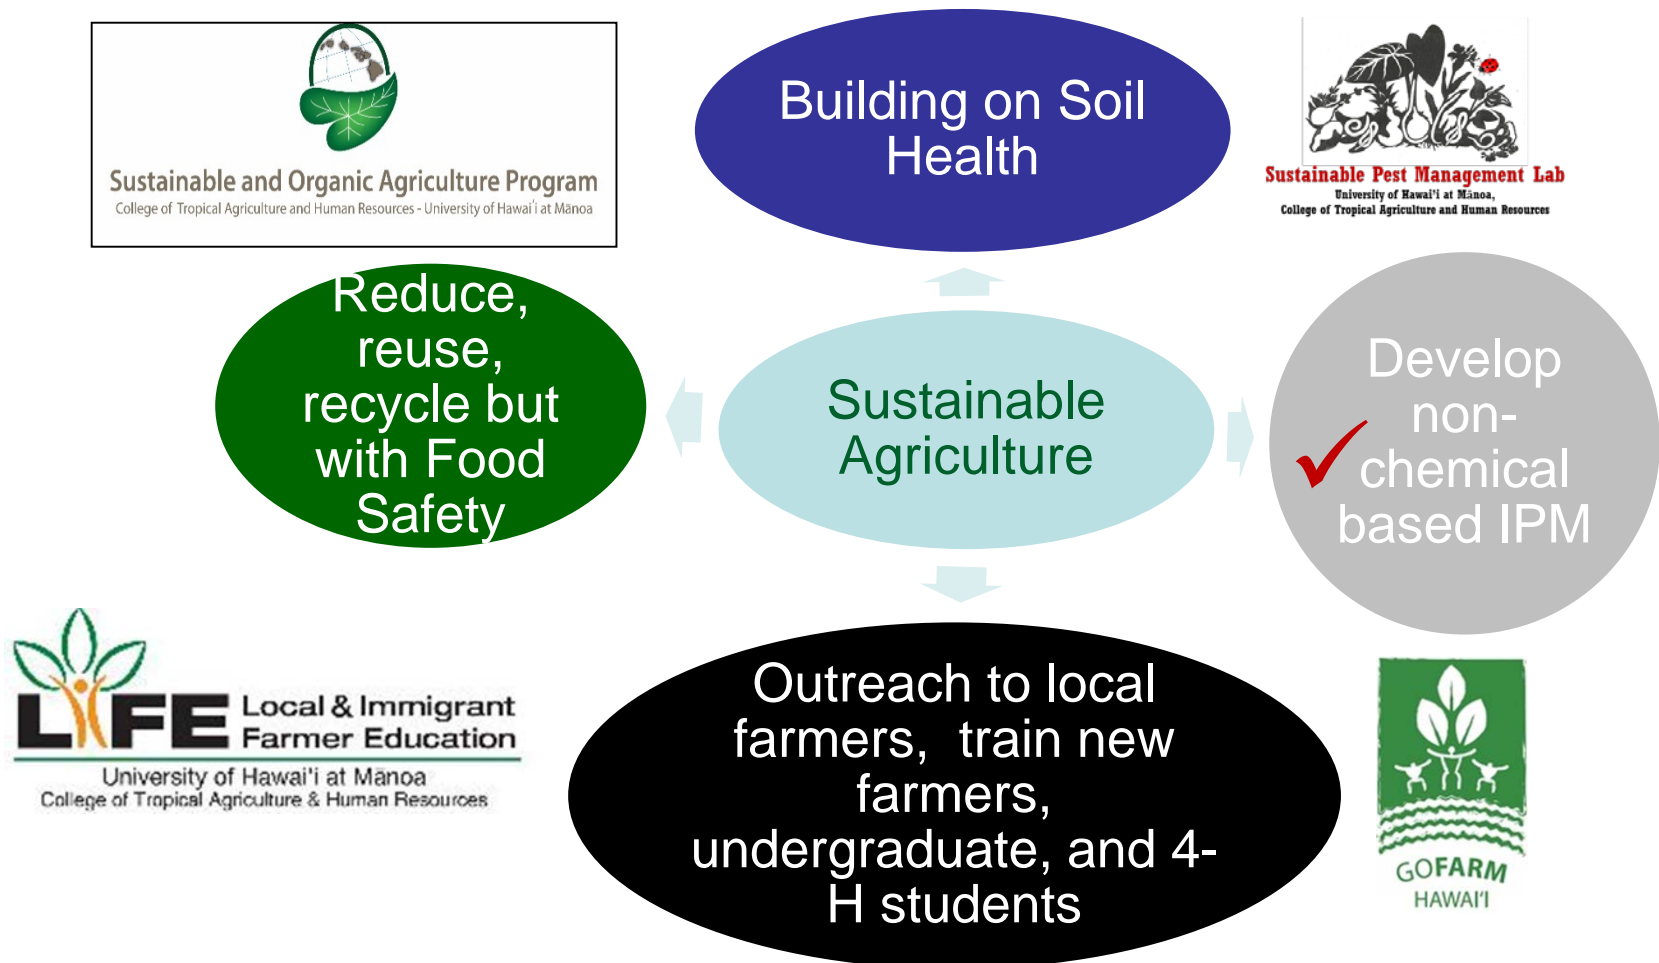 Sustainable and Organic Agriculture Program
College of Tropical Agriculture and Human Resources - University of Hawai'i at Mānoa
Building on Soil
Health
Sustainable Pest Management Lab
University of Hawai'i at Mānoa,
College of Tropical Agriculture and Human Resources
Reduce,
reuse,
recycle but
with Food
Safety
Sustainable
Agriculture
Develop
non-
chemical
based IPM
LIFE
Local & Immigrant
Farmer Education
University of Hawai'i at Mānoa
College of Tropical Agriculture & Human Resources
Outreach to local
farmers,  train new
farmers,
undergraduate, and 4-
H students
GOFARM
HAWAI'I